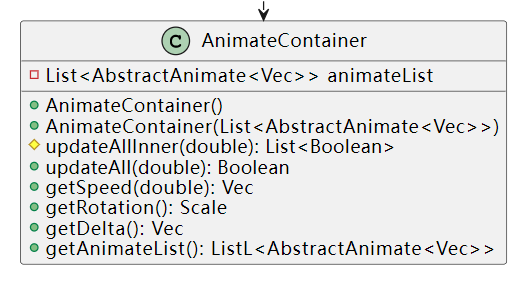 C AnimateContainer
List<AbstractAnimate<Vec>> animateList
AnimateContainer()
AnimateContainer(List<AbstractAnimate<Vec>>)
updateAllInner(double): List<Boolean>
updateAll(double): Boolean
getSpeed(double): Vec
getRotation(): Scale
getDelta(): Vec
getAnimateList(): ListL<AbstractAnimate<Vec>>